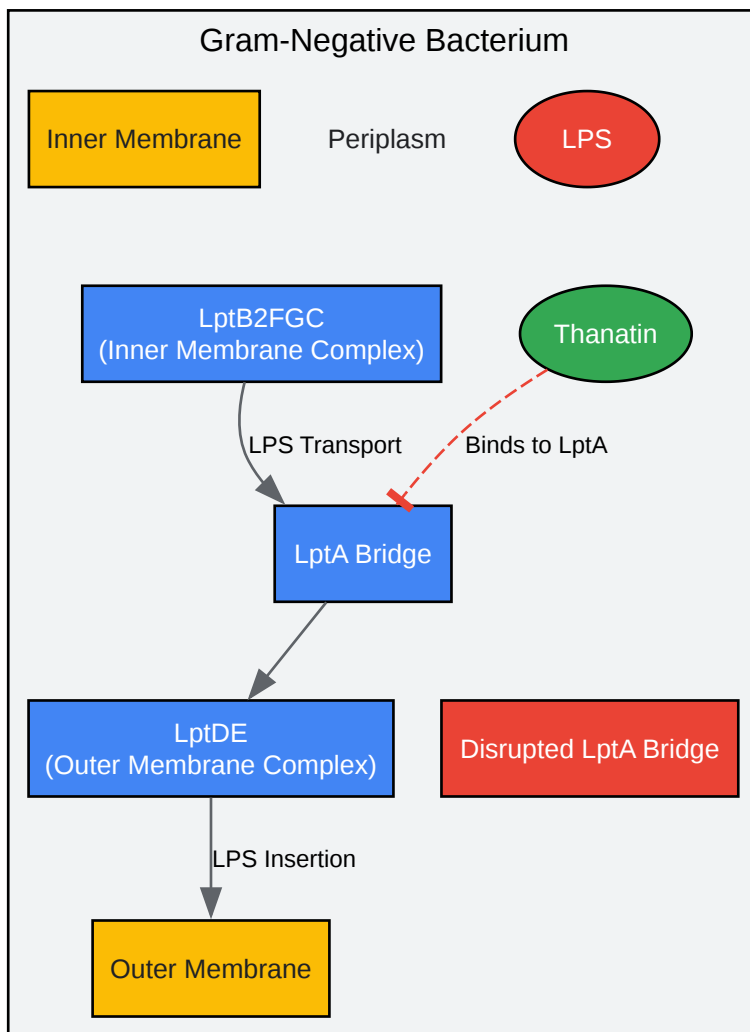 Gram-Negative Bacterium
Inner Membrane
Periplasm
LPS
LptB2FGC
(Inner Membrane Complex)
Thanatin
LPS Transport
Binds to LptA
LptA Bridge
LptDE
(Outer Membrane Complex)
Disrupted LptA Bridge
LPS Insertion
Outer Membrane